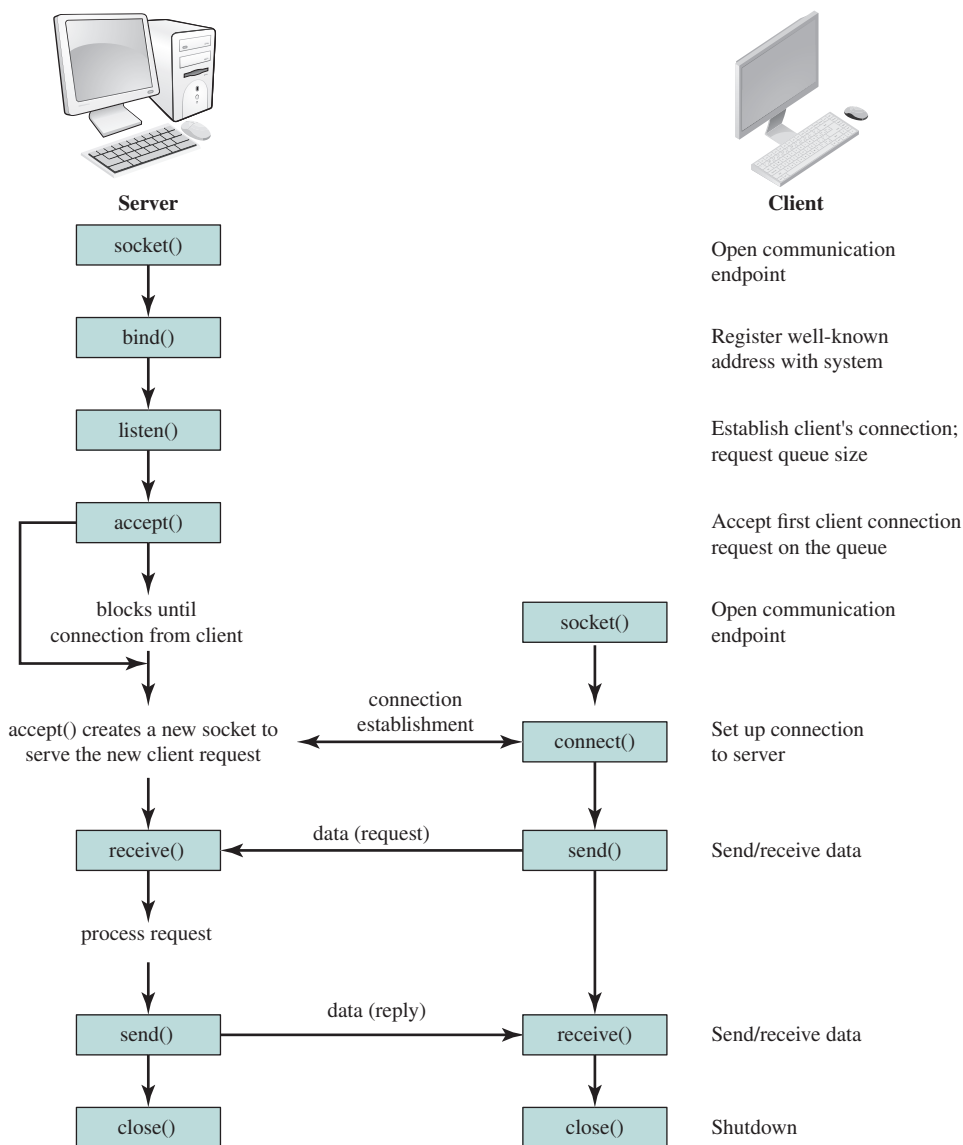 Server
Client
socket()
Open communication
endpoint
bind()
Register well-known
address with system
listen()
Establish client's connection;
request queue size
accept()
Accept first client connection
request on the queue
blocks until
connection from client
socket()
Open communication
endpoint
accept() creates a new socket to
serve the new client request
connection
establishment
connect()
Set up connection
to server
receive()
data (request)
send()
Send/receive data
process request
send()
data (reply)
receive()
Send/receive data
close()
close()
Shutdown